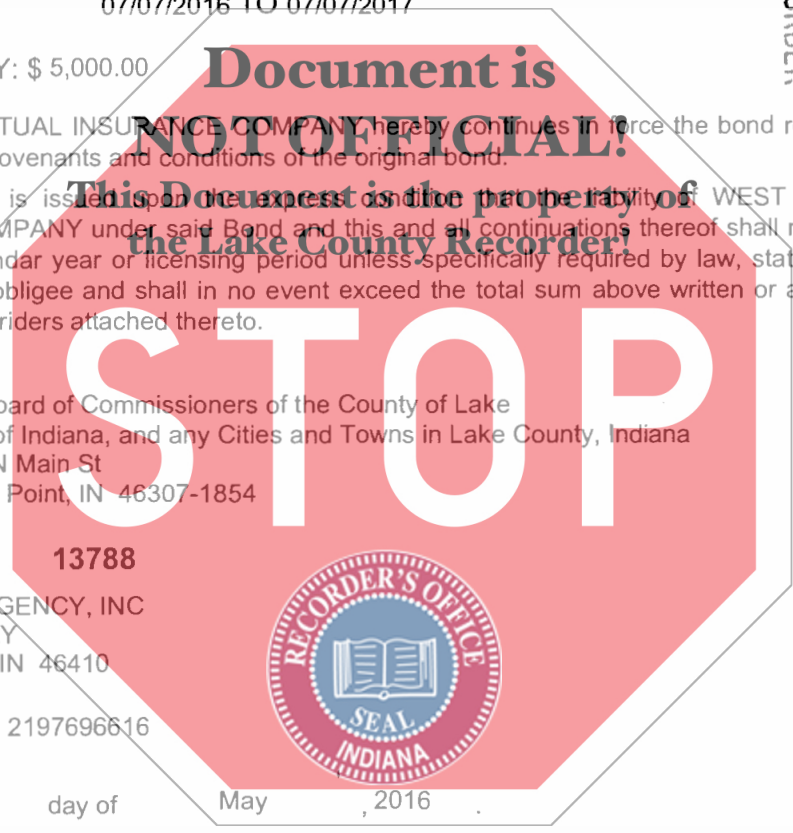 07/07/2016 TO 07/07/2017
Y: $ 5,000.00
Document is
NOT OFFICIAL!
TUAL INSURANCE COMPANY hereby continues in force the bond
ovenants and conditions of the original bond.
This Document is the property of
is issued upon the express condition that the liability of WEST
MPANY under said Bond and this and all continuations thereof shall
the Lake County Recorder!
ndar year or licensing period unless specifically required by law,
obligee and shall in no event exceed the total sum above written or
riders attached thereto.
STOP
oard of Commissioners of the County of Lake
of Indiana, and any Cities and Towns in Lake County, Indiana
N Main St
Point, IN 46307-1854
13788
GENCY, INC
Y
IN 46410
2197696616
RECORDER'S OFFICE
SEAL
INDIANA
day of May , 2016 .